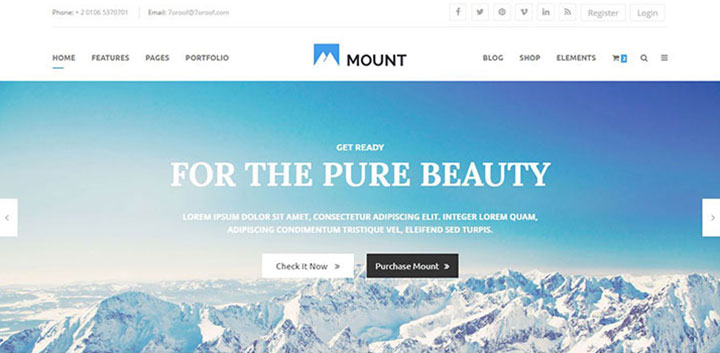 Phone: + 2 0106 5370701 Email: 7oroof@7oroof.com Register Login
HOME FEATURES PAGES PORTFOLIO MOUNT BLOG SHOP ELEMENTS 3
GET READY
FOR THE PURE BEAUTY
LOREM IPSUM DOLOR SIT AMET, CONSECTETUR ADIPISCING ELIT. INTEGER LOREM QUAM,
ADIPISCING CONDIMENTUM TRISTIQUE VEL, ELEIFEND SED TURPIS.
Check It Now » Purchase Mount »